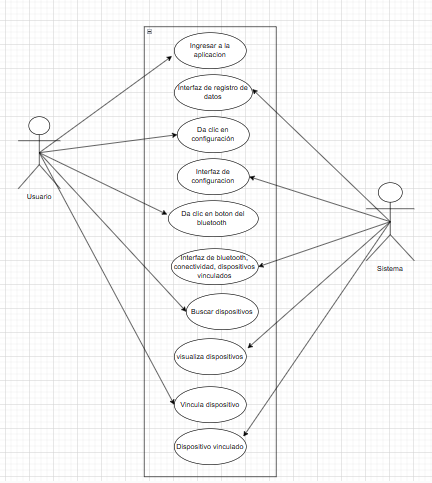 Ingresar a la
aplicacion
Interfaz de registro de
datos
Da clic en
configuración
Interfaz de
configuracion
Da clic en boton del
bluetooth
Interfaz de bluetooth,
conectividad, dispositivos
vinculados
Buscar dispositivos
visualiza dispositivos
Vincula dispositivo
Dispositivo vinculado
Usuario
Sistema